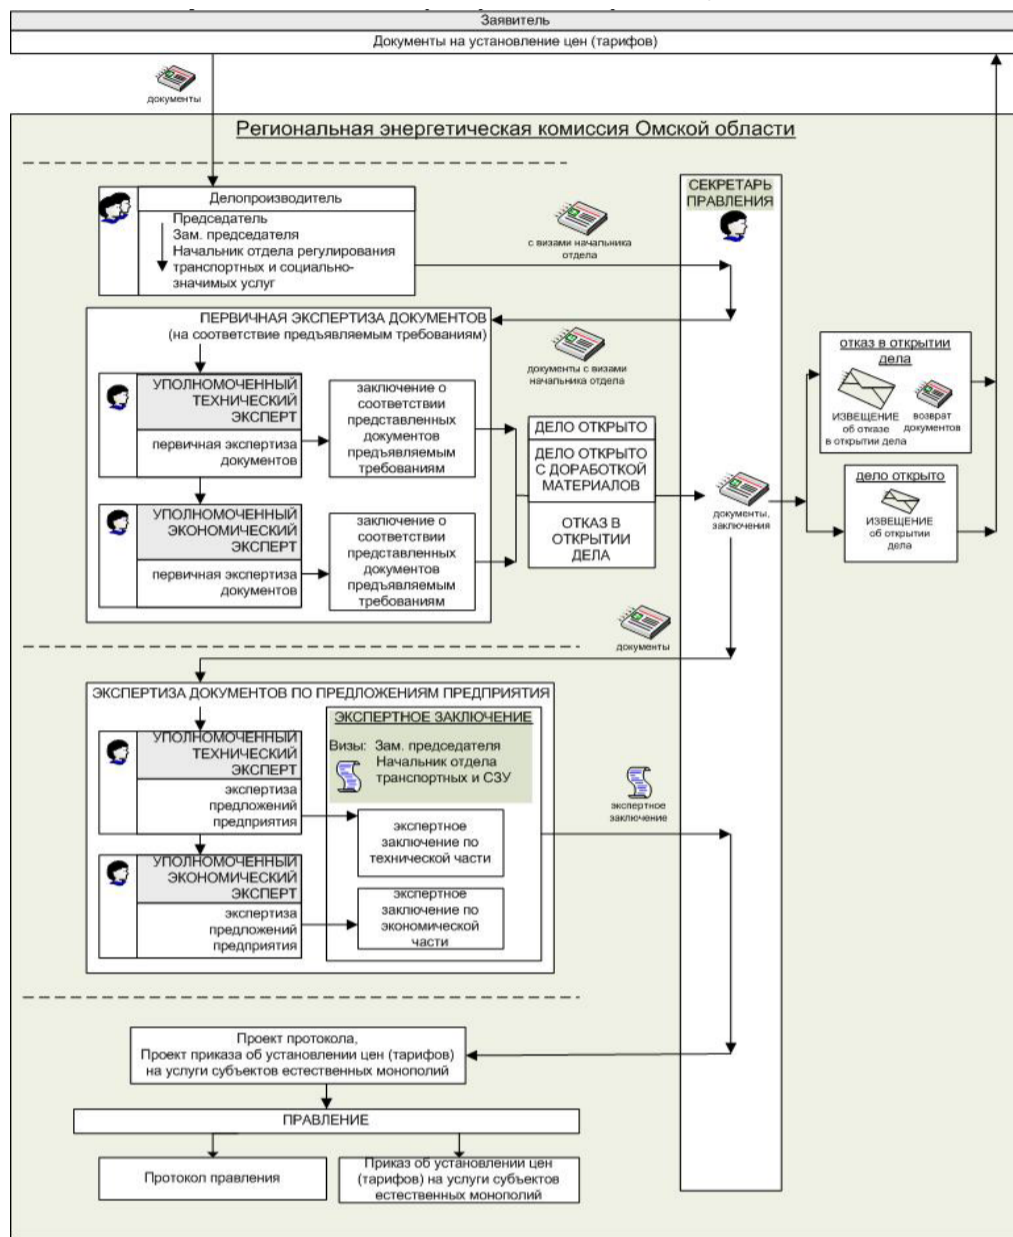 Заявитель
Документы на установление цен (тарифов)
документы
Региональная энергетическая комиссия Омской области
Делопроизводитель
Председатель
Зам. председателя
Начальник отдела регулирования
транспортных и социально-
значимых услуг
СЕКРЕТАРЬ
ПРАВЛЕНИЯ
с визами начальника
отдела
ПЕРВИЧНАЯ ЭКСПЕРТИЗА ДОКУМЕНТОВ
(на соответствие предъявляемым требованиям)
документы с визами
начальника отдела
УПОЛНОМОЧЕННЫЙ
ТЕХНИЧЕСКИЙ
ЭКСПЕРТ
первичная экспертиза
документов
заключение о
соответствии
представленных
документов
предъявляемым
требованиям
УПОЛНОМОЧЕННЫЙ
ЭКОНОМИЧЕСКИЙ
ЭКСПЕРТ
первичная экспертиза
документов
заключение о
соответствии
представленных
документов
предъявляемым
требованиям
ДЕЛО ОТКРЫТО
ДЕЛО ОТКРЫТО
С ДОРАБОТКОЙ
МАТЕРИАЛОВ
ОТКАЗ В
ОТКРЫТИИ
ДЕЛА
документы,
заключения
отказ в открытии
дела
ИЗВЕЩЕНИЕ
об отказе
в открытии дела
возврат
документов
дело открыто
ИЗВЕЩЕНИЕ
об открытии
дела
документы
ЭКСПЕРТИЗА ДОКУМЕНТОВ ПО ПРЕДЛОЖЕНИЯМ ПРЕДПРИЯТИЯ
УПОЛНОМОЧЕННЫЙ
ТЕХНИЧЕСКИЙ
ЭКСПЕРТ
экспертиза
предложений
предприятия
УПОЛНОМОЧЕННЫЙ
ЭКОНОМИЧЕСКИЙ
ЭКСПЕРТ
экспертиза
предложений
предприятия
ЭКСПЕРТНОЕ ЗАКЛЮЧЕНИЕ
Визы: Зам. председателя
Начальник отдела
транспортных и СЗУ
экспертное
заключение по
технической части
экспертное
заключение по
экономической
части
экспертное
заключение
Проект протокола,
Проект приказа об установлении цен (тарифов)
на услуги субъектов естественных монополий
ПРАВЛЕНИЕ
Протокол правления
Приказ об установлении цен
(тарифов) на услуги субъектов
естественных монополий